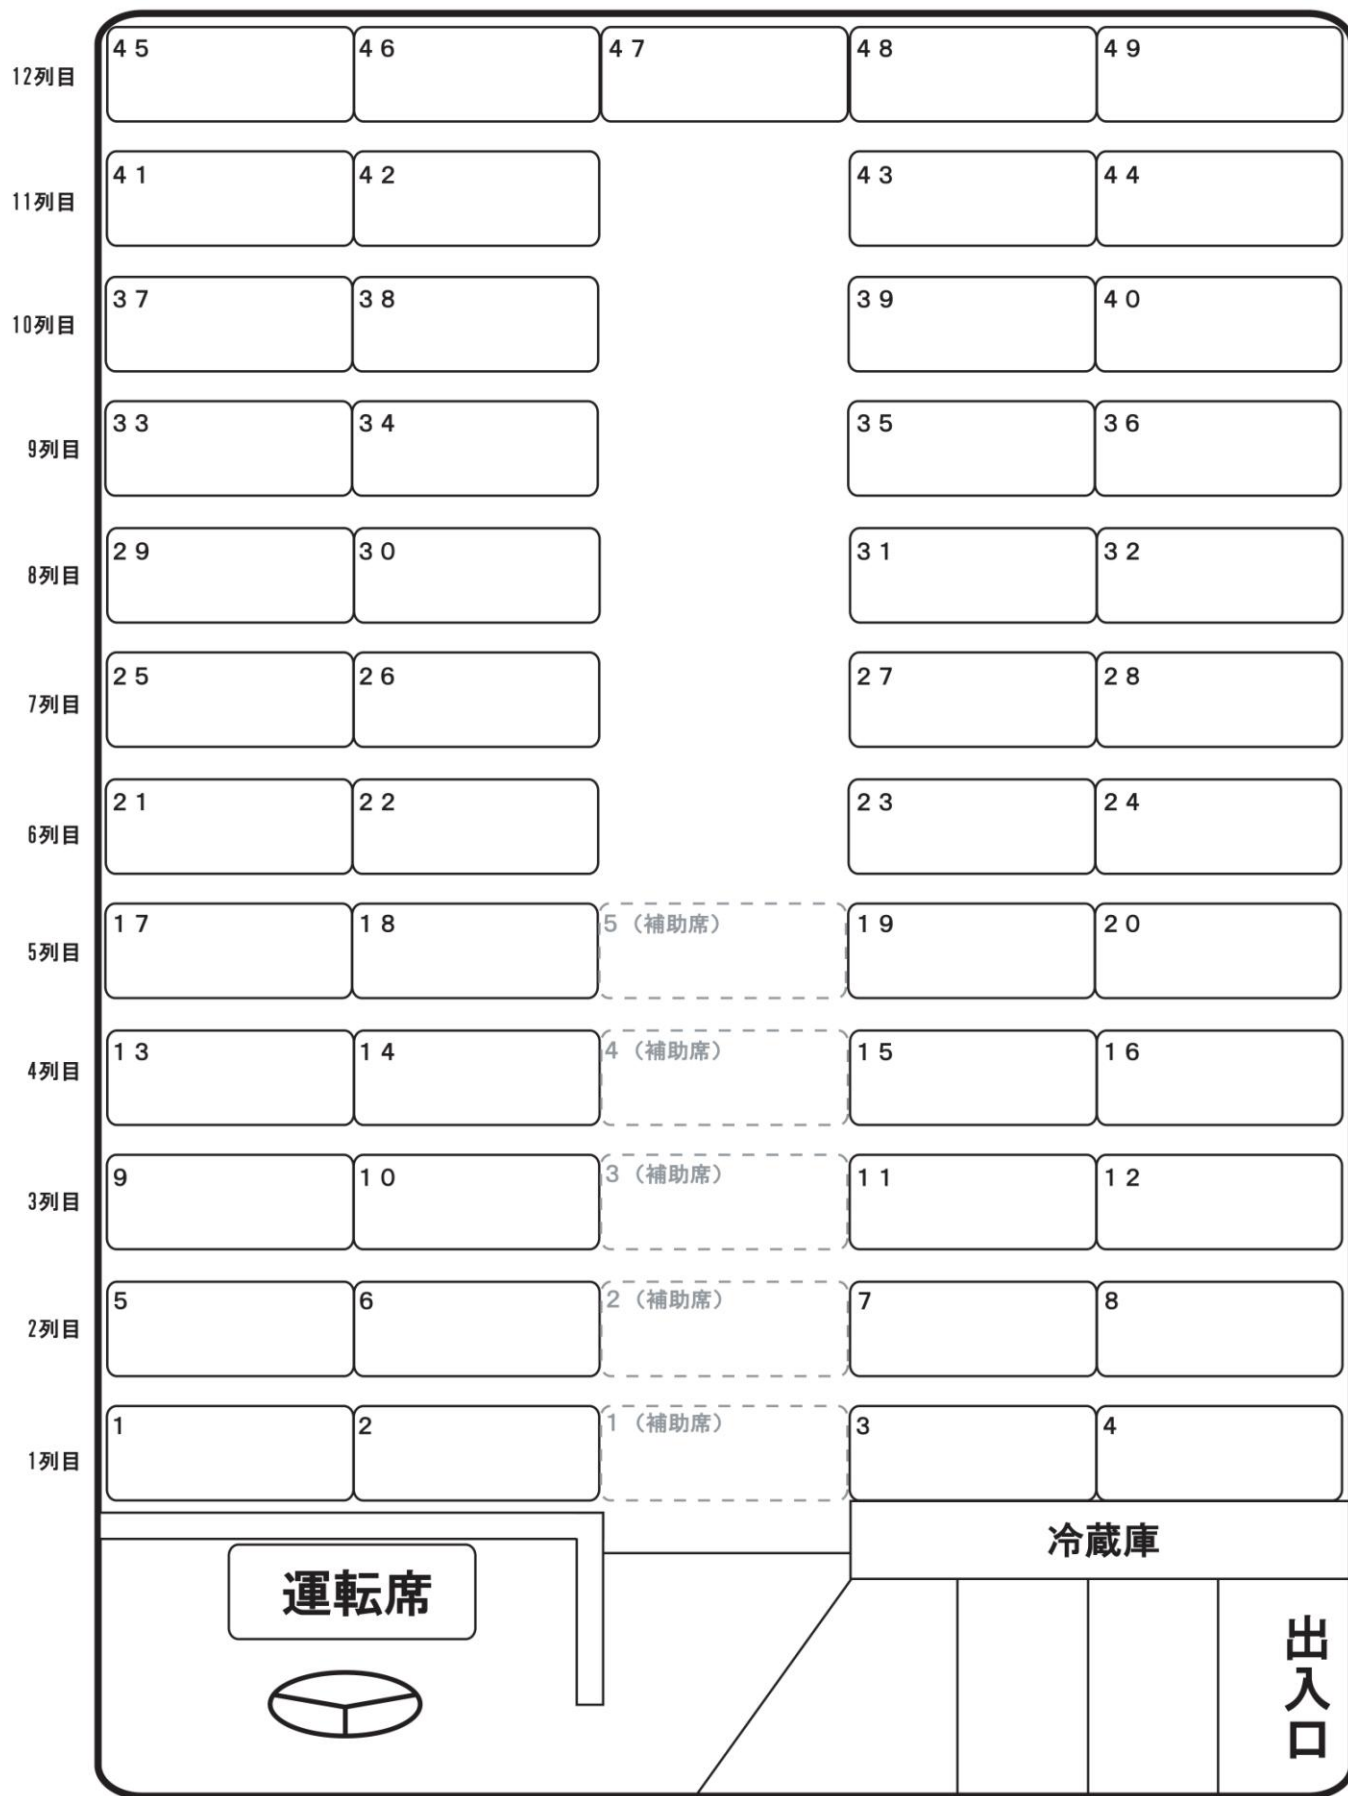 12列目 45 46 47 48 49
11列目 41 42 43 44
10列目 37 38 39 40
9列目 33 34 35 36
8列目 29 30 31 32
7列目 25 26 27 28
6列目 21 22 23 24
5列目 17 18 5（補助席） 19 20
4列目 13 14 4（補助席） 15 16
3列目 9 10 3（補助席） 11 12
2列目 5 6 2（補助席） 7 8
1列目 1 2 1（補助席） 3 4
冷蔵庫
運転席
出入口